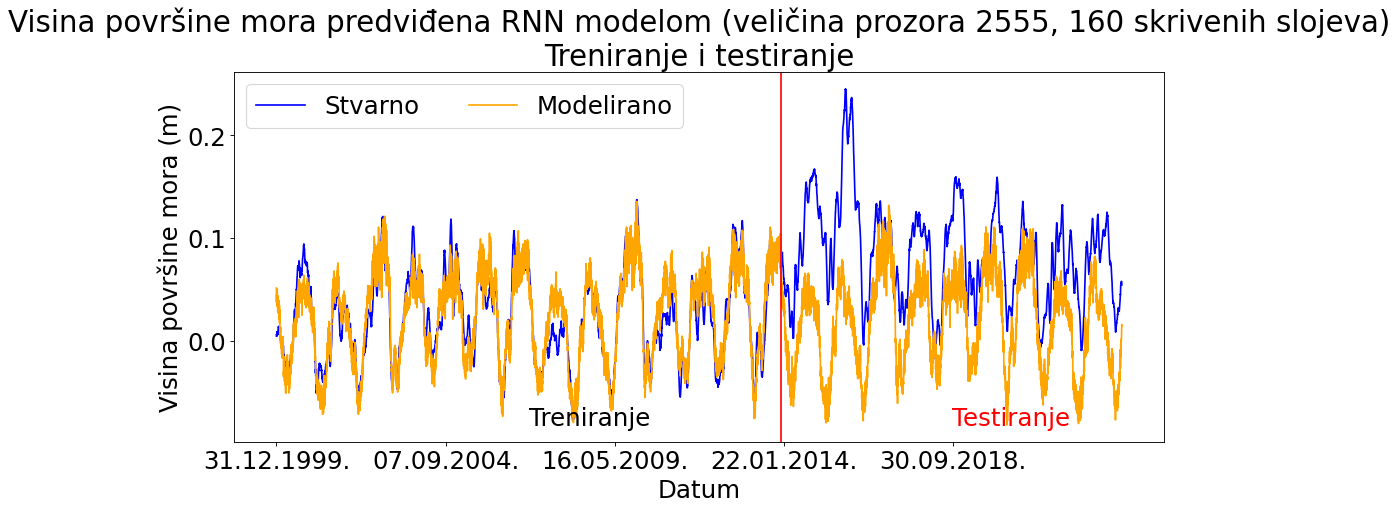 Visina površine mora predviđena RNN modelom (veličina prozora 2555, 160 skrivenih slojeva)
Treniranje i testiranje
Stvarno
Modelirano
Visina površine mora (m)
0.2
0.1
0.0
Treniranje
Testiranje
31.12.1999.
07.09.2004.
16.05.2009.
22.01.2014.
30.09.2018.
Datum